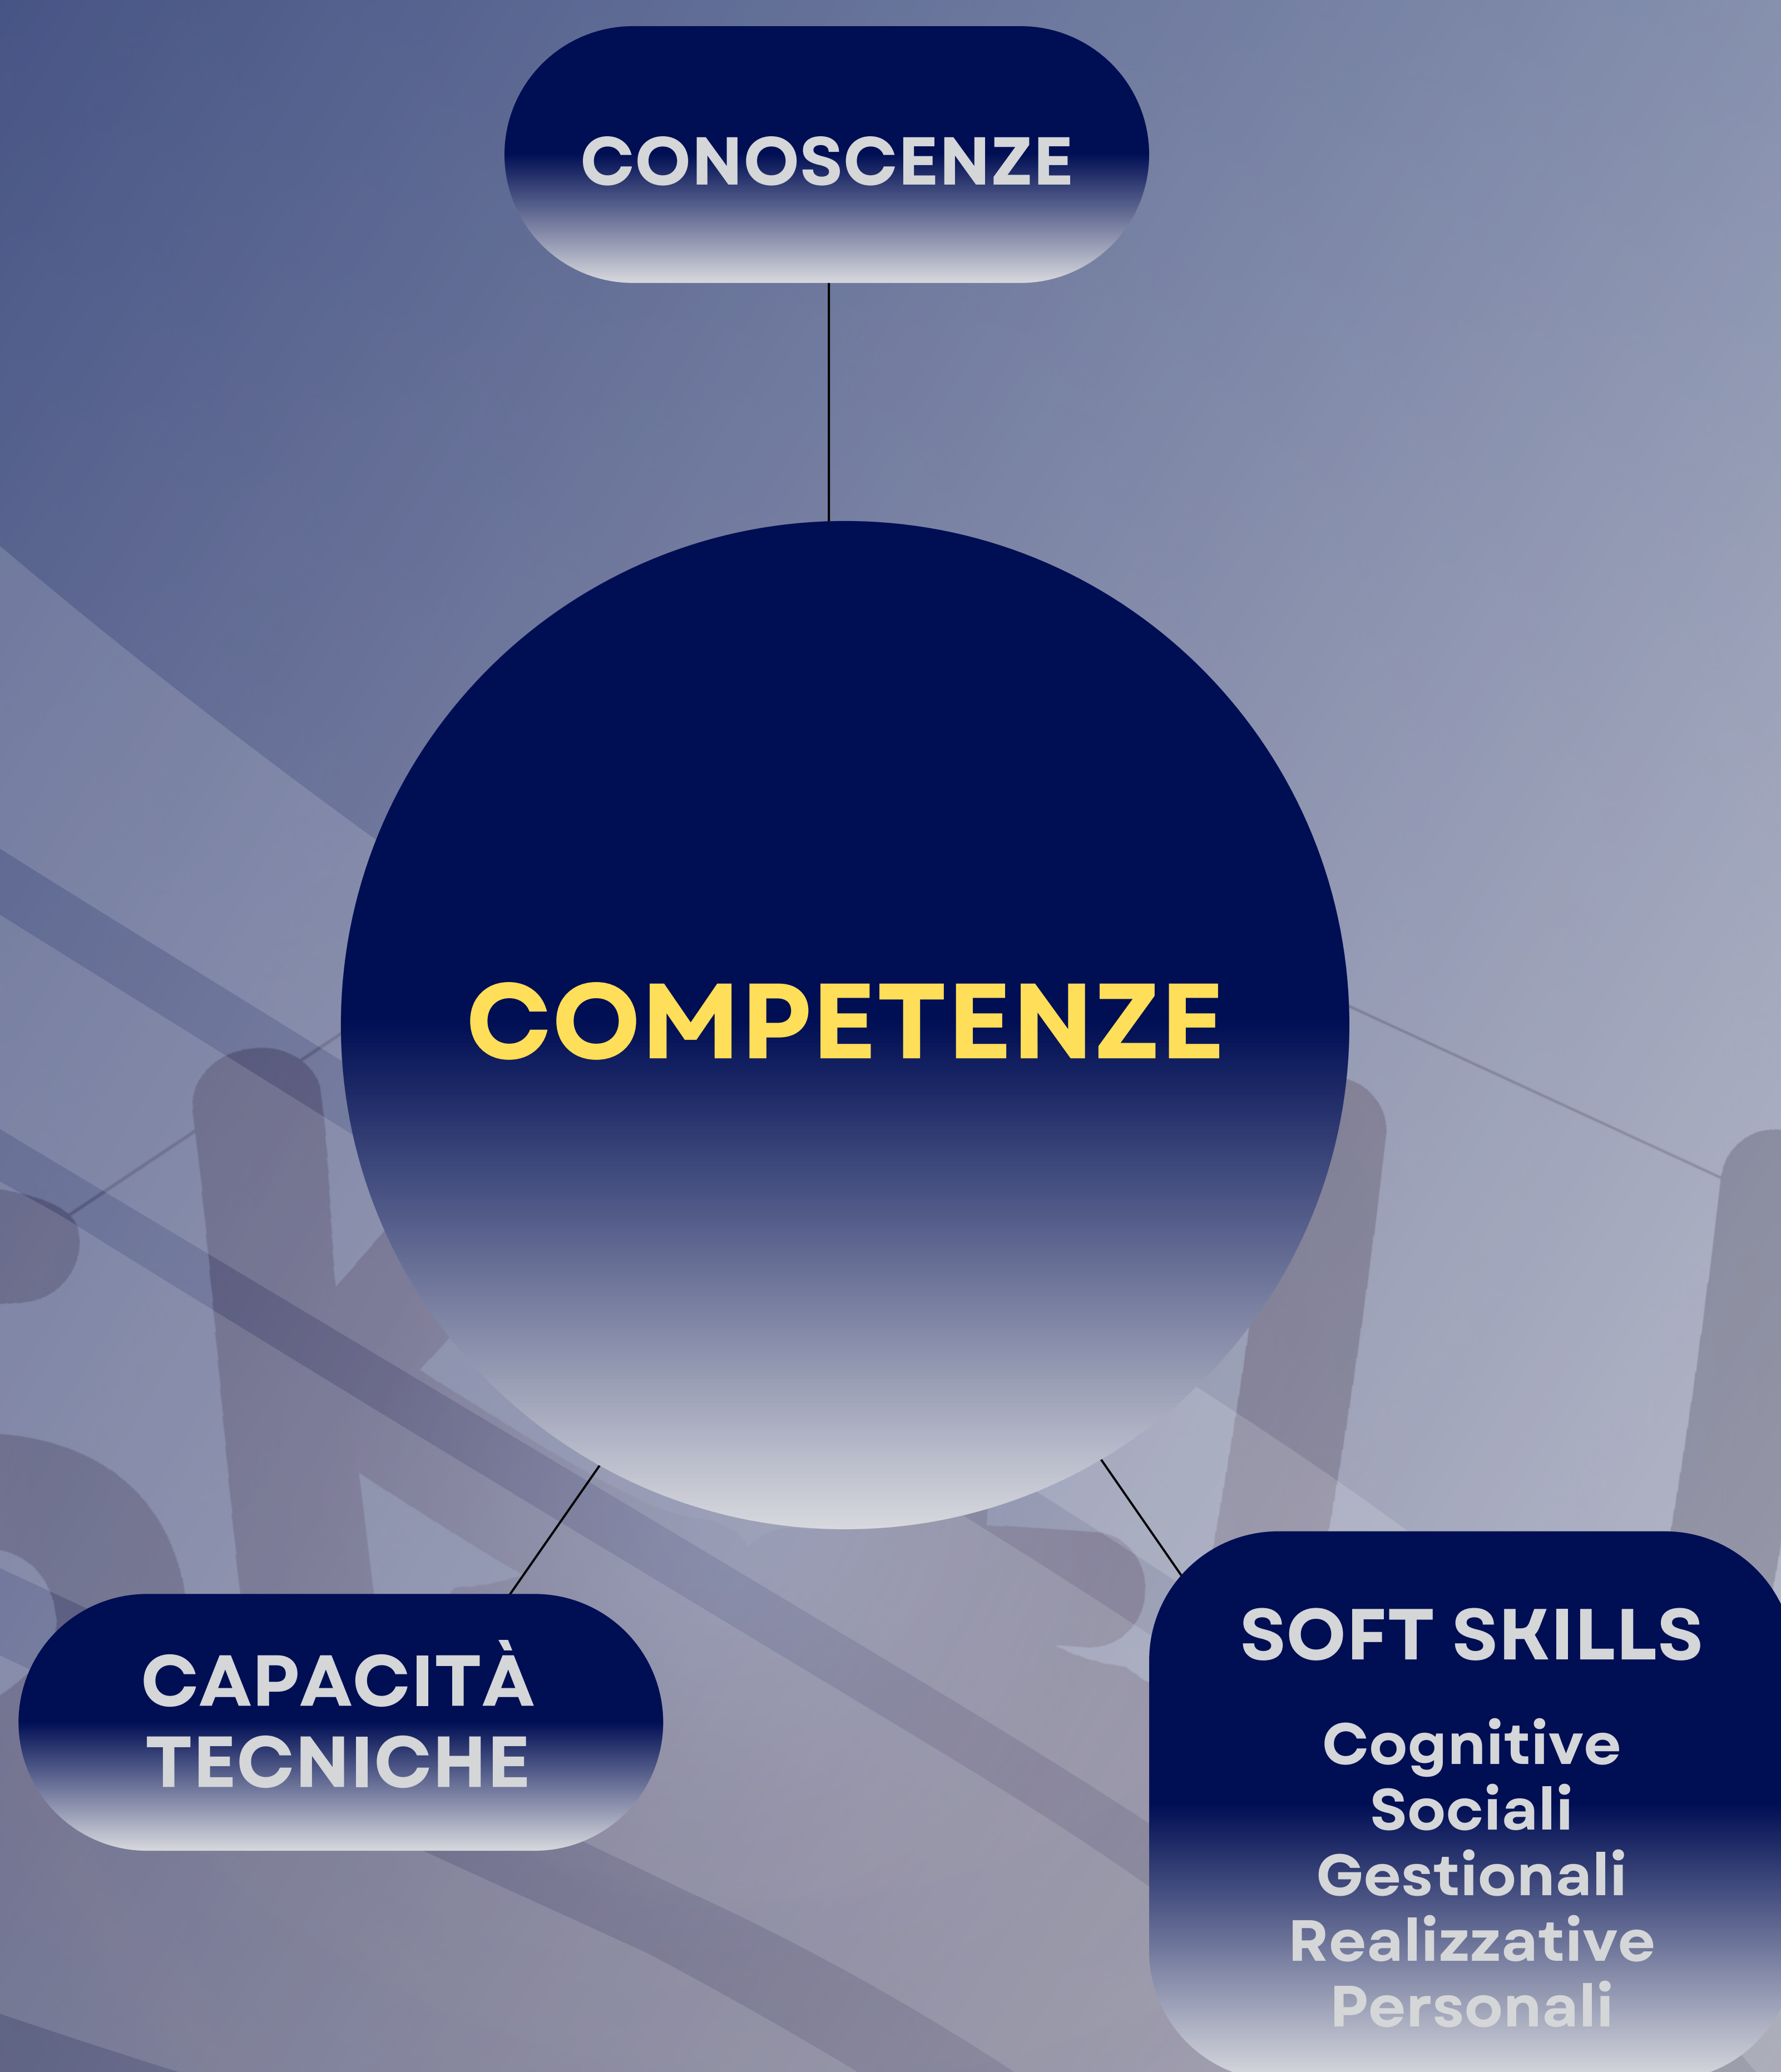 CONOSCENZE
COMPETENZE
CAPACITÀ
TECNICHE
SOFT SKILLS
Cognitive
Sociali
Gestionali
Realizzative
Personali